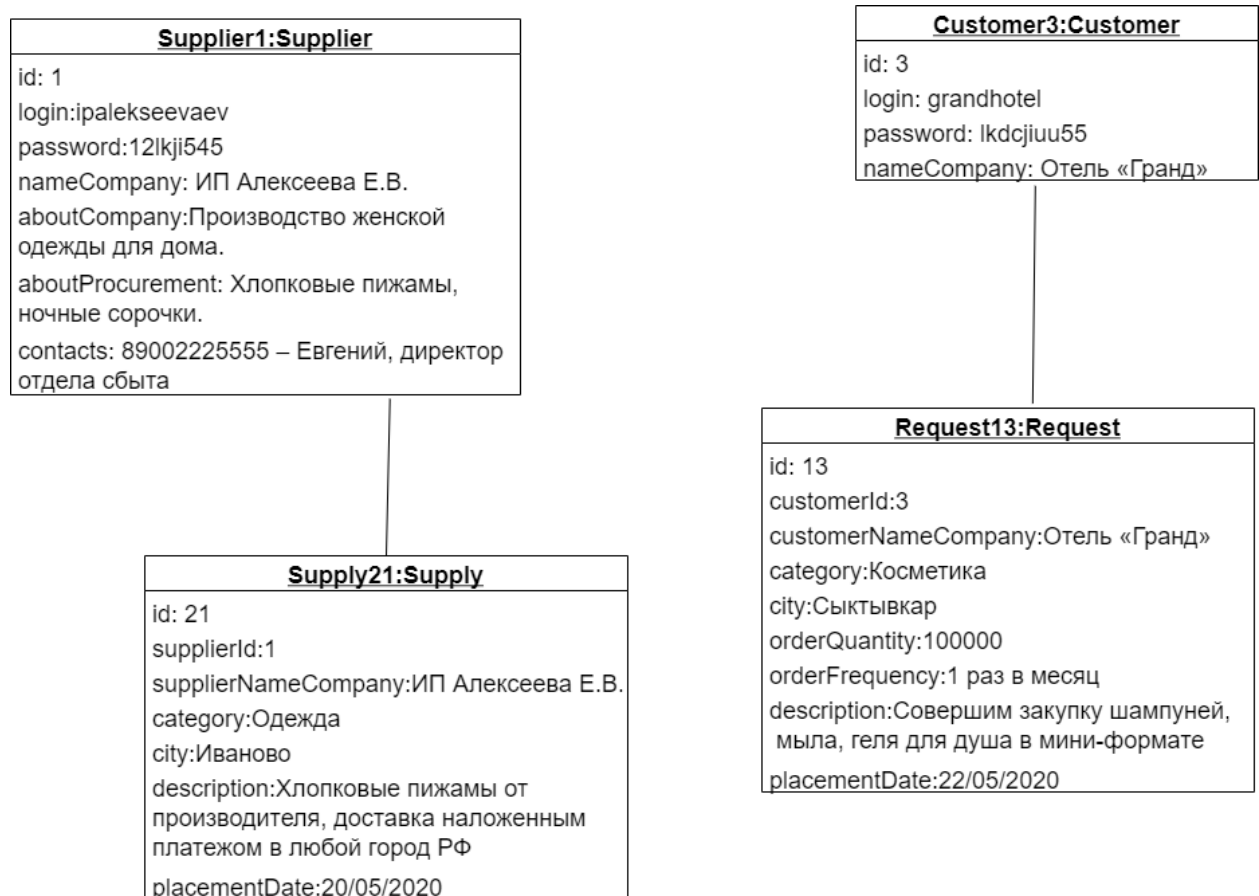 Supplier1:Supplier
id: 1
login:ipalekseevaev
password:12lkji545
nameCompany: ИП Алексеева Е.В.
aboutCompany:Производство женской
одежды для дома.
aboutProcurement: Хлопковые пижамы,
ночные сорочки.
contacts: 89002225555 – Евгений, директор
отдела сбыта
Customer3:Customer
id: 3
login: grandhotel
password: lkdcjiuu55
nameCompany: Отель «Гранд»
Supply21:Supply
id: 21
supplierId:1
supplierNameCompany:ИП Алексеева Е.В.
category:Одежда
city:Иваново
description:Хлопковые пижамы от
производителя, доставка наложенным
платежом в любой город РФ
placementDate:20/05/2020
Request13:Request
id: 13
customerId:3
customerNameCompany:Отель «Гранд»
category:Косметика
city:Сыктывкар
orderQuantity:100000
orderFrequency:1 раз в месяц
description:Совершим закупку шампуней,
мыла, геля для душа в мини-формате
placementDate:22/05/2020